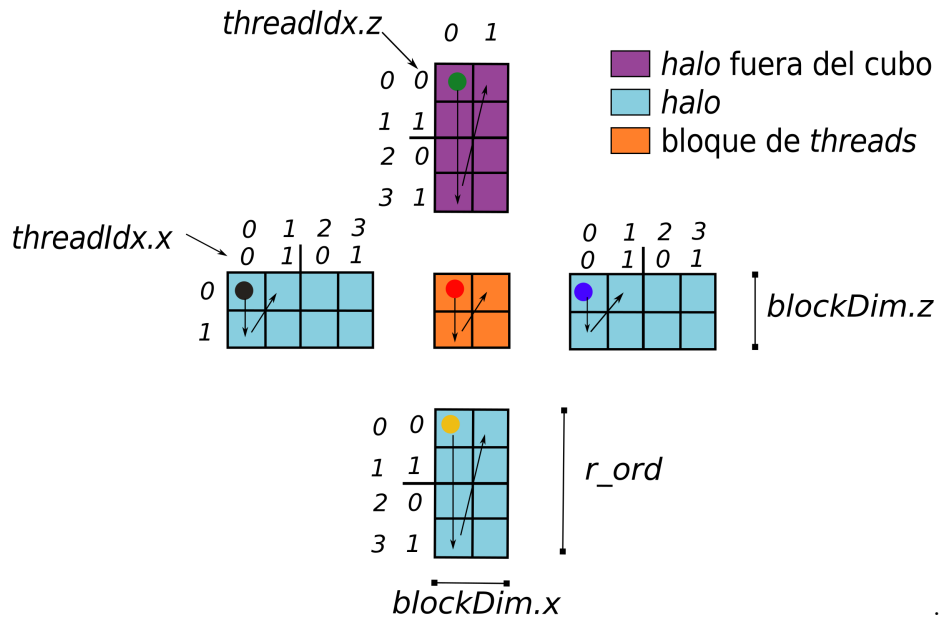 threadIdx.z
0 1
halo fuera del cubo
0 0
halo
1 1
bloque de threads
2 0
3 1
threadIdx.x
0 1 2 3
0 1 0 1
0
1
0 1 2 3
0 1 0 1
blockDim.z
0 0
1 1
2 0
3 1
r_ord
blockDim.x
.